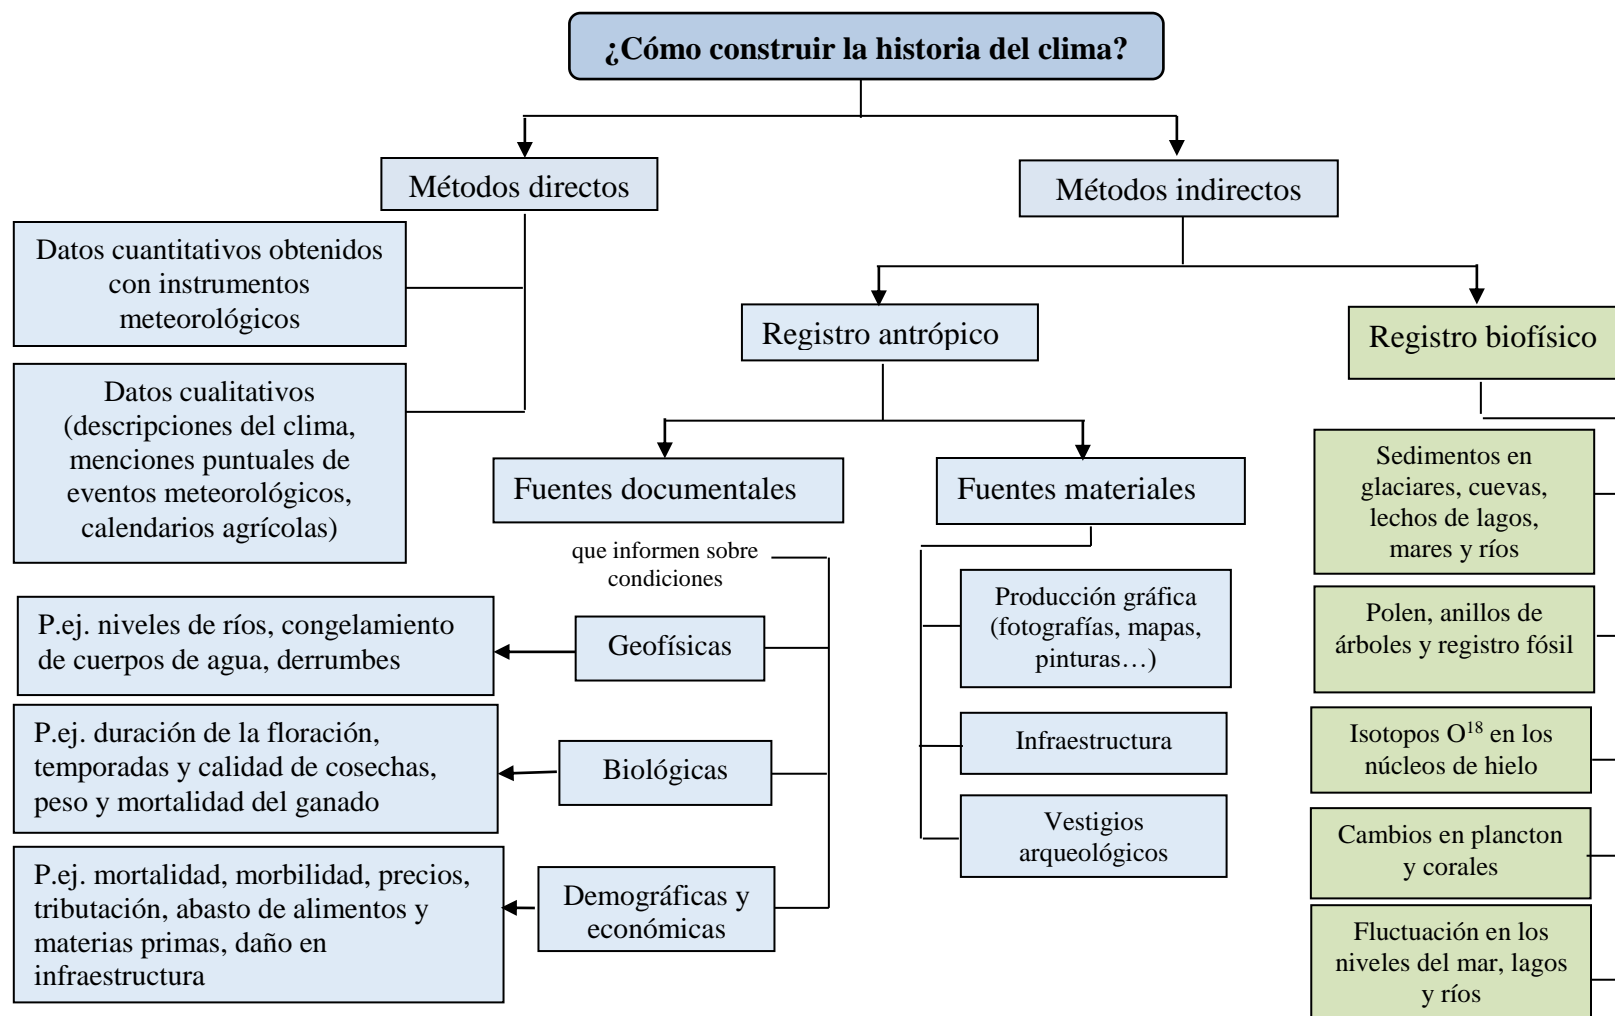 ¿Cómo construir la historia del clima?
Métodos directos
Métodos indirectos
Datos cuantitativos obtenidos
con instrumentos
meteorológicos
Datos cualitativos
(descripciones del clima,
menciones puntuales de
eventos meteorológicos,
calendarios agrícolas)
Registro antrópico
Registro biofísico
Fuentes documentales
Fuentes materiales
que informen sobre
condiciones
Geofísicas
P.ej. niveles de ríos, congelamiento
de cuerpos de agua, derrumbes
Biológicas
P.ej. duración de la floración,
temporadas y calidad de cosechas,
peso y mortalidad del ganado
Demográficas y
económicas
P.ej. mortalidad, morbilidad, precios,
tributación, abasto de alimentos y
materias primas, daño en
infraestructura
Producción gráfica
(fotografías, mapas,
pinturas…)
Infraestructura
Vestigios
arqueológicos
Sedimentos en
glaciares, cuevas,
lechos de lagos,
mares y ríos
Polen, anillos de
árboles y registro fósil
Isotopos O¹⁸ en los
núcleos de hielo
Cambios en plancton
y corales
Fluctuación en los
niveles del mar, lagos
y ríos